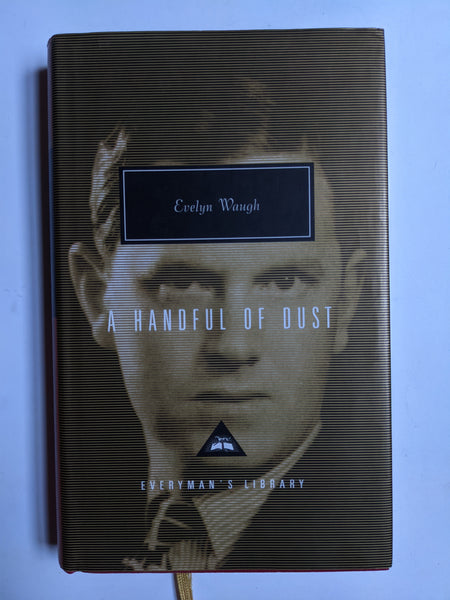 Evelyn Waugh
A HANDFUL OF DUST
EVERYMAN'S LIBRARY